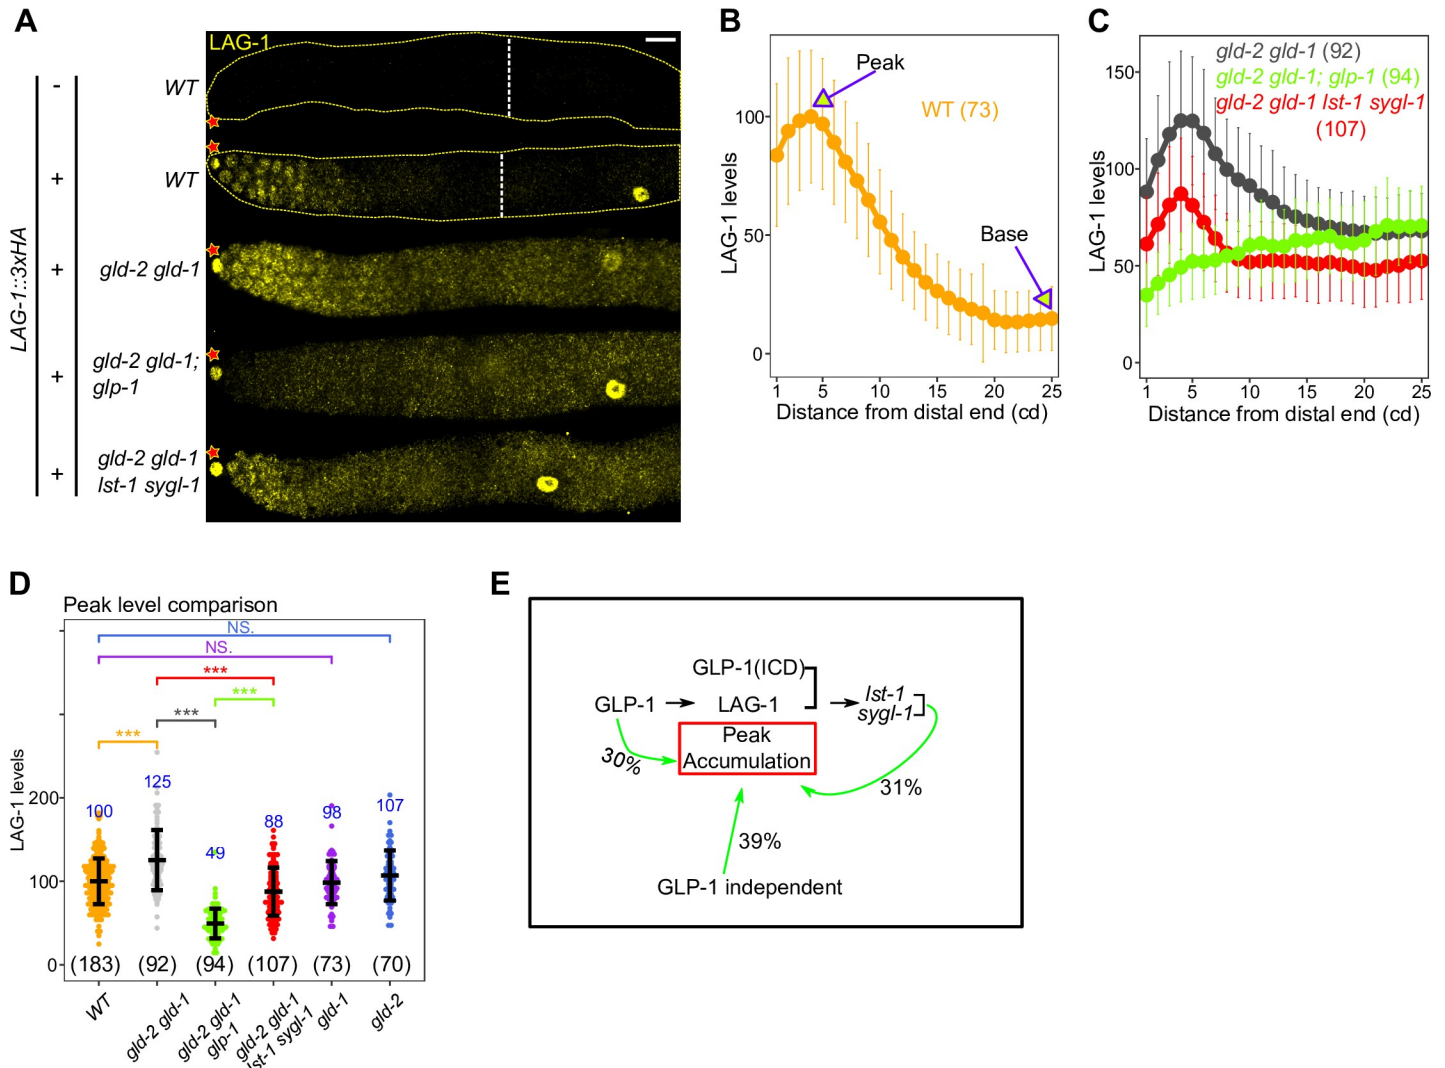 A
LAG-1
LAG-1::3xHA
-
WT
+
WT
+
gld-2 gld-1
+
gld-2 gld-1;
glp-1
+
gld-2 gld-1
lst-1 sygl-1
B
Peak
WT (73)
Base
LAG-1 levels
100
50
0
1
5
10
15
20
25
Distance from distal end (cd)
C
gld-2 gld-1 (92)
gld-2 gld-1; glp-1 (94)
gld-2 gld-1 lst-1 sygl-1
(107)
LAG-1 levels
150
100
50
0
1
5
10
15
20
25
Distance from distal end (cd)
D
Peak level comparison
NS.
NS.
***
***
***
***
LAG-1 levels
200
100
0
100
125
49
88
98
107
(183)
(92)
(94)
(107)
(73)
(70)
WT
gld-2 gld-1
gld-2 gld-1
glp-1
gld-2 gld-1
lst-1 sygl-1
gld-1
gld-2
E
GLP-1(ICD)
GLP-1
LAG-1
lst-1
sygl-1
Peak
Accumulation
30%
31%
39%
GLP-1 independent